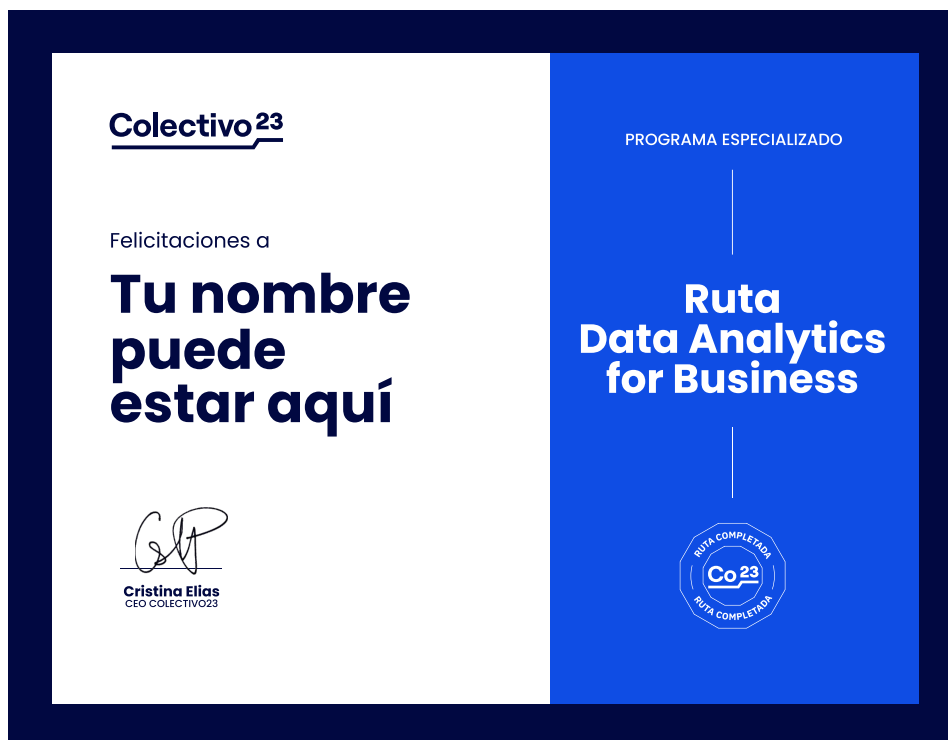 Colectivo23
Felicitaciones a
Tu nombre
puede
estar aquí
Cristina Elias
CEO COLECTIVO23
PROGRAMA ESPECIALIZADO
Ruta
Data Analytics
for Business
RUTA COMPLETADA
Co23
RUTA COMPLETADA